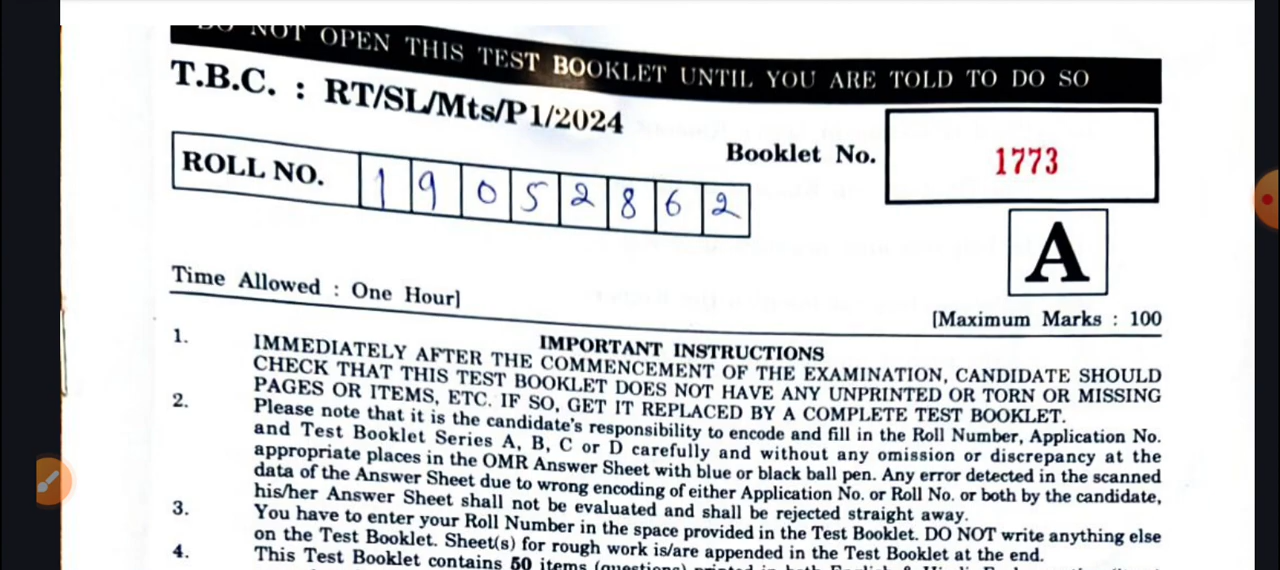 DO NOT OPEN THIS TEST BOOKLET UNTIL YOU ARE TOLD TO DO SO
T.B.C. : RT/SL/Mts/P1/2024
Booklet No. 1773
ROLL NO. 1 9 0 5 2 8 6 2
A
Time Allowed : One Hour]
[Maximum Marks : 100
IMPORTANT INSTRUCTIONS
1. IMMEDIATELY AFTER THE COMMENCEMENT OF THE EXAMINATION, CANDIDATE SHOULD
CHECK THAT THIS TEST BOOKLET DOES NOT HAVE ANY UNPRINTED OR TORN OR MISSING
PAGES OR ITEMS, ETC. IF SO, GET IT REPLACED BY A COMPLETE TEST BOOKLET.
2. Please note that it is the candidate's responsibility to encode and fill in the Roll Number, Application No.
and Test Booklet Series A, B, C or D carefully and without any omission or discrepancy at the
appropriate places in the OMR Answer Sheet with blue or black ball pen. Any error detected in the scanned
data of the Answer Sheet due to wrong encoding of either Application No. or Roll No. or both by the candidate,
his/her Answer Sheet shall not be evaluated and shall be rejected straight away.
3. You have to enter your Roll Number in the space provided in the Test Booklet. DO NOT write anything else
on the Test Booklet. Sheet(s) for rough work is/are appended in the Test Booklet at the end.
4. This Test Booklet contains 50 items (questions) printed in both English & Hindi.